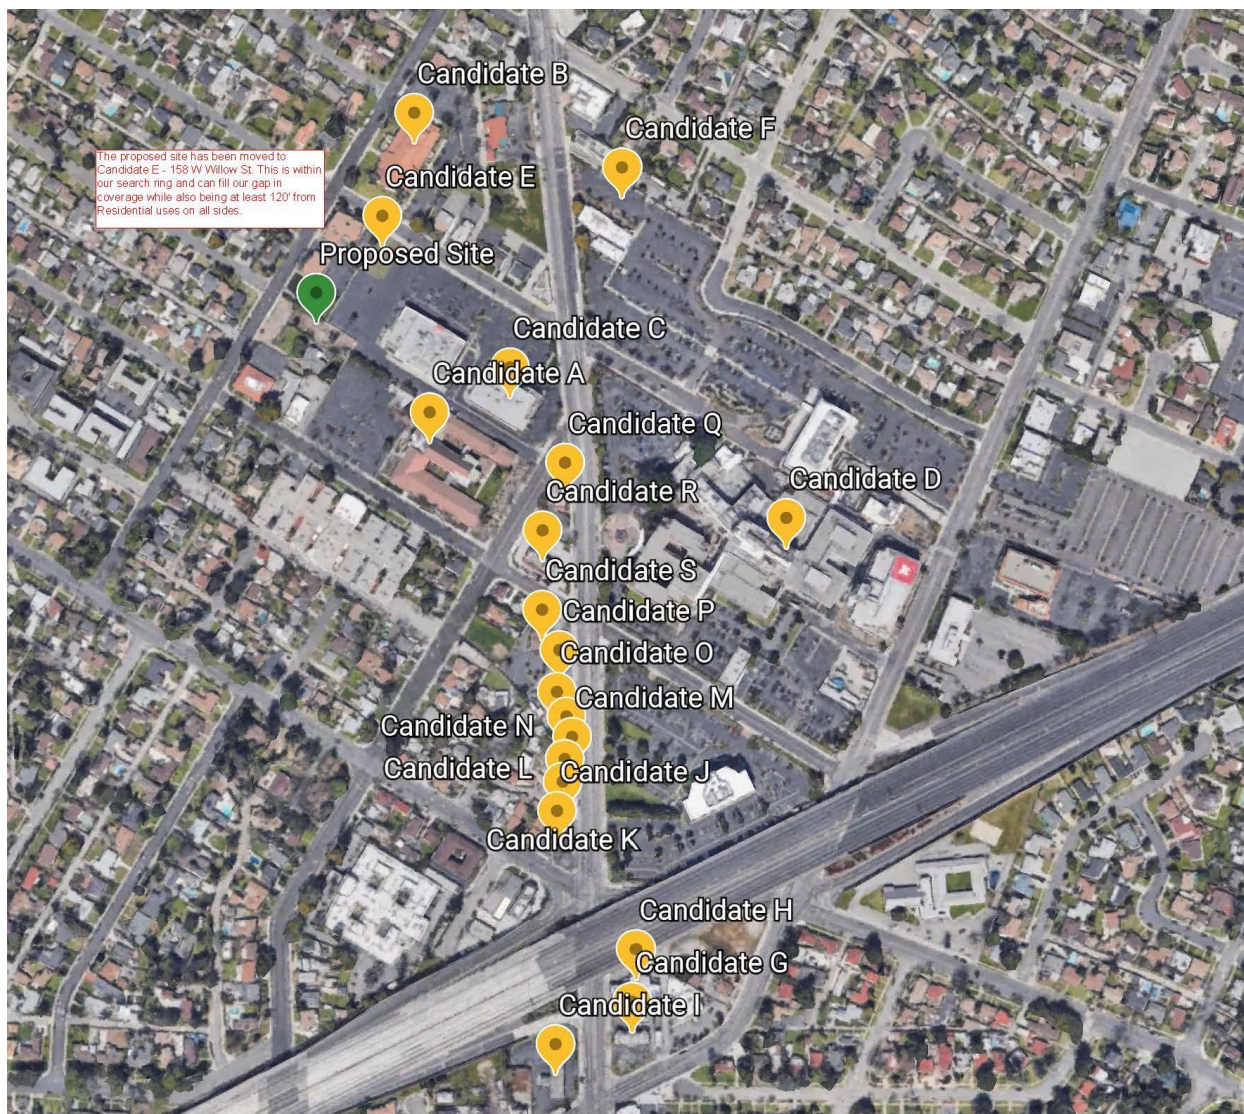 Candidate B
Candidate F
The proposed site has been moved to
Candidate E - 158 W Willow St. This is within
our search ring and can fill our gap in
coverage while also being at least 120' from
Residential uses on all sides.
Candidate E
Proposed Site
Candidate C
Candidate A
Candidate Q
Candidate R
Candidate D
Candidate S
Candidate P
Candidate O
Candidate M
Candidate N
Candidate L
Candidate J
Candidate K
Candidate H
Candidate G
Candidate I